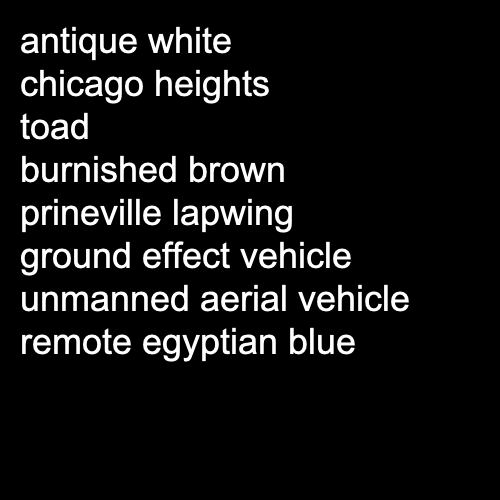 antique white
chicago heights
toad
burnished brown
prineville lapwing
ground effect vehicle
unmanned aerial vehicle
remote egyptian blue